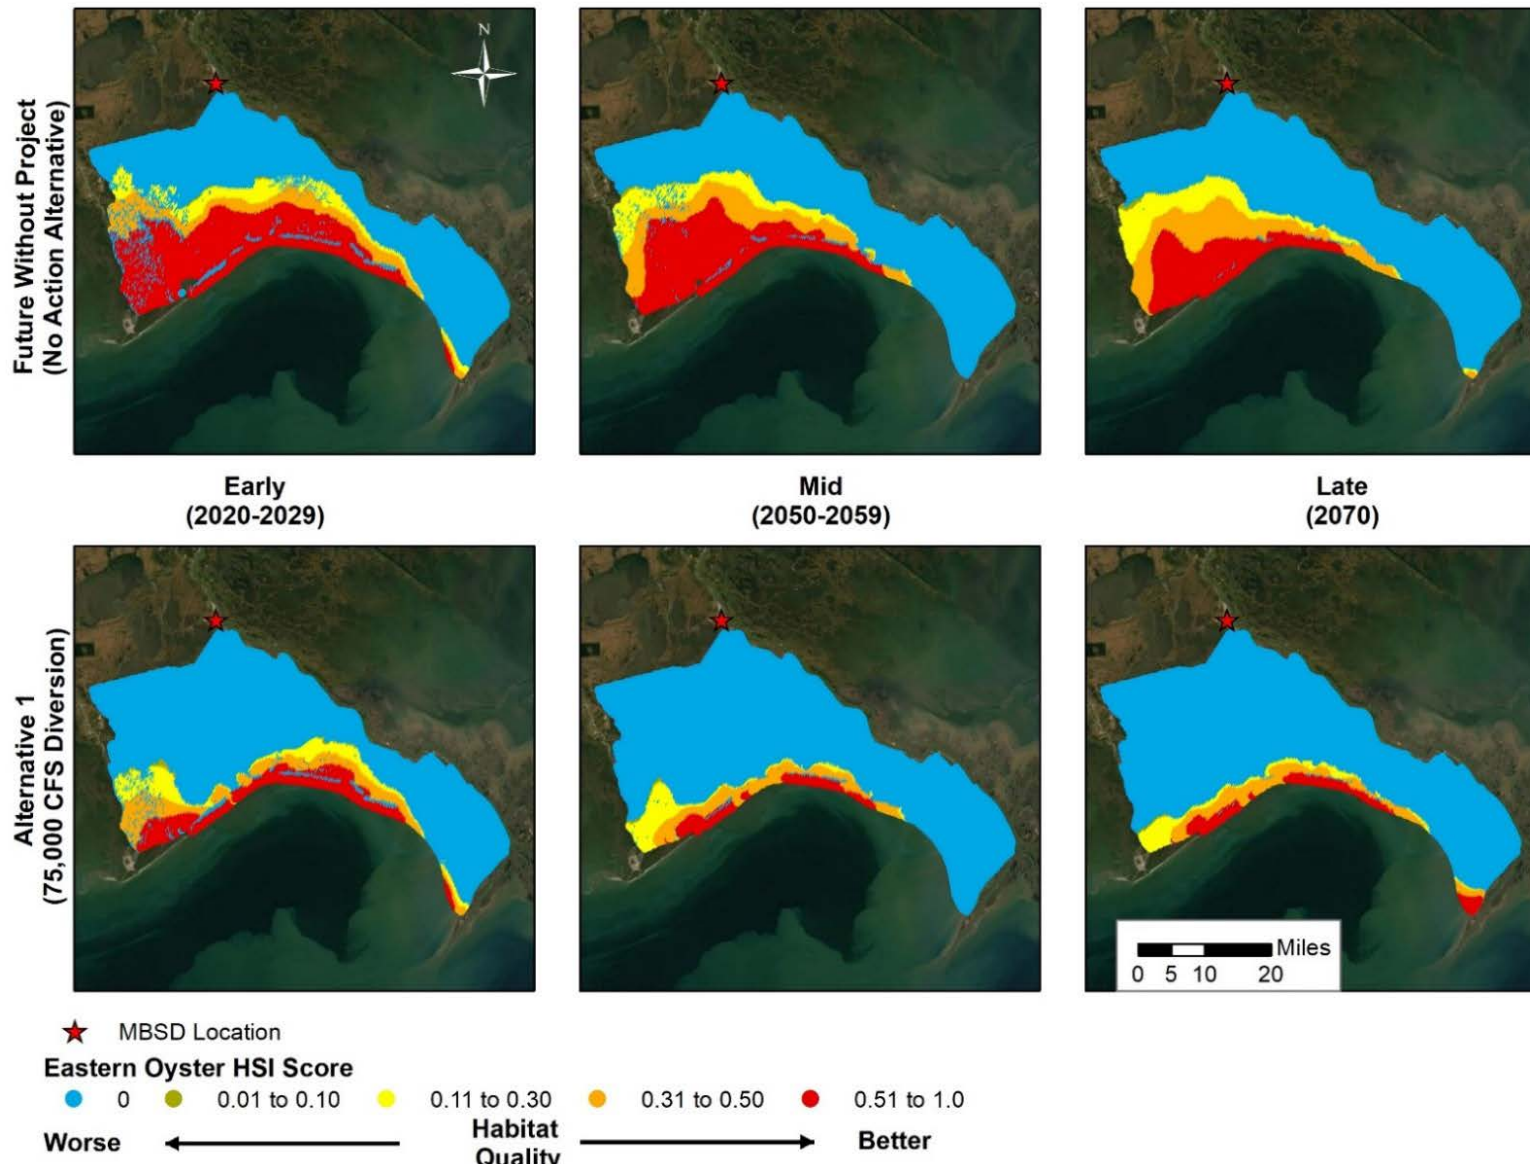 N
Future Without Project
(No Action Alternative)
Early
(2020-2029)
Mid
(2050-2059)
Late
(2070)
Alternative 1
(75,000 CFS Diversion)
Miles
0 5 10 20
MBSD Location
Eastern Oyster HSI Score
0 0.01 to 0.10 0.11 to 0.30 0.31 to 0.50 0.51 to 1.0
Worse Habitat Better
Quality